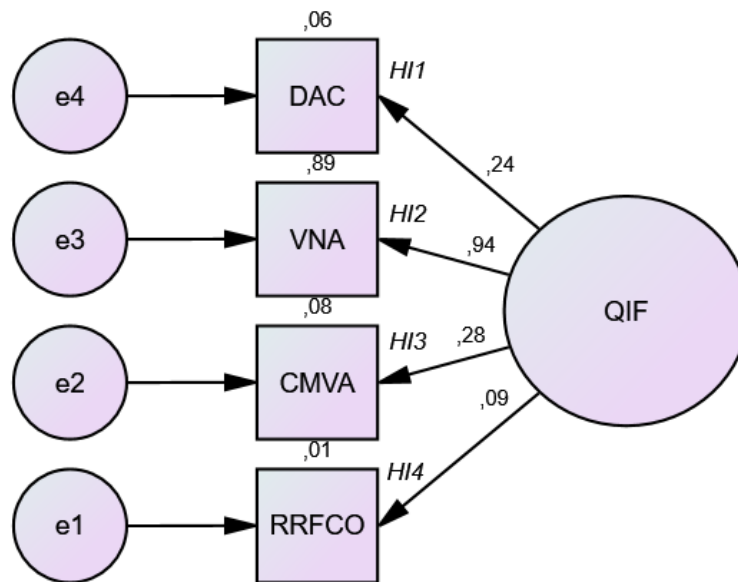 ,06
e4
DAC
HI1
,24
,89
e3
VNA
HI2
,94
QIF
,08
e2
CMVA
HI3
,28
,09
,01
e1
RRFCO
HI4